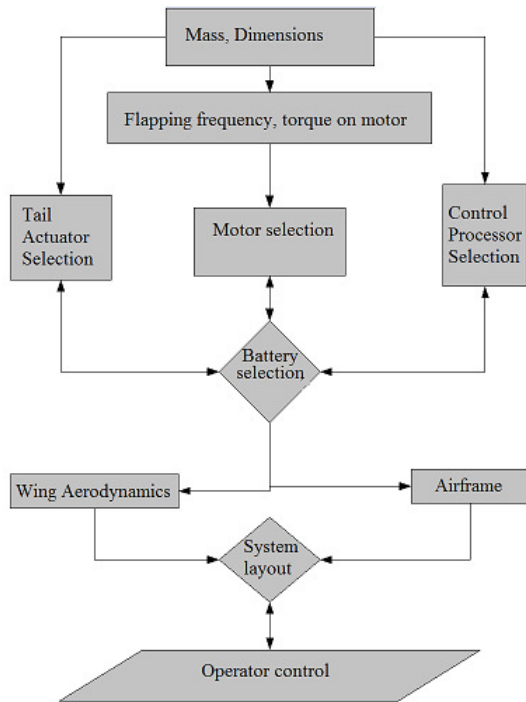 Mass, Dimensions
Flapping frequency, torque on motor
Tail
Actuator
Selection
Motor selection
Control
Processor
Selection
Battery
selection
Wing Aerodynamics
Airframe
System
layout
Operator control